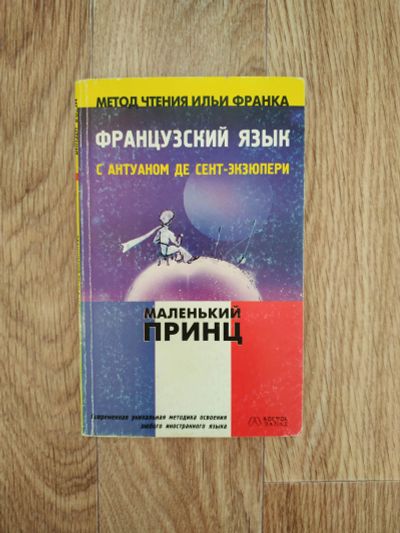 МЕТОД ЧТЕНИЯ ИЛЬИ ФРАНКА
ФРАНЦУЗСКИЙ ЯЗЫК
С АНТУАНОМ ДЕ СЕНТ-ЭКЗЮПЕРИ
МАЛЕНЬКИЙ
ПРИНЦ
Современная уникальная методика освоения
любого иностранного языка
ВОСТОК
ЗАПАД